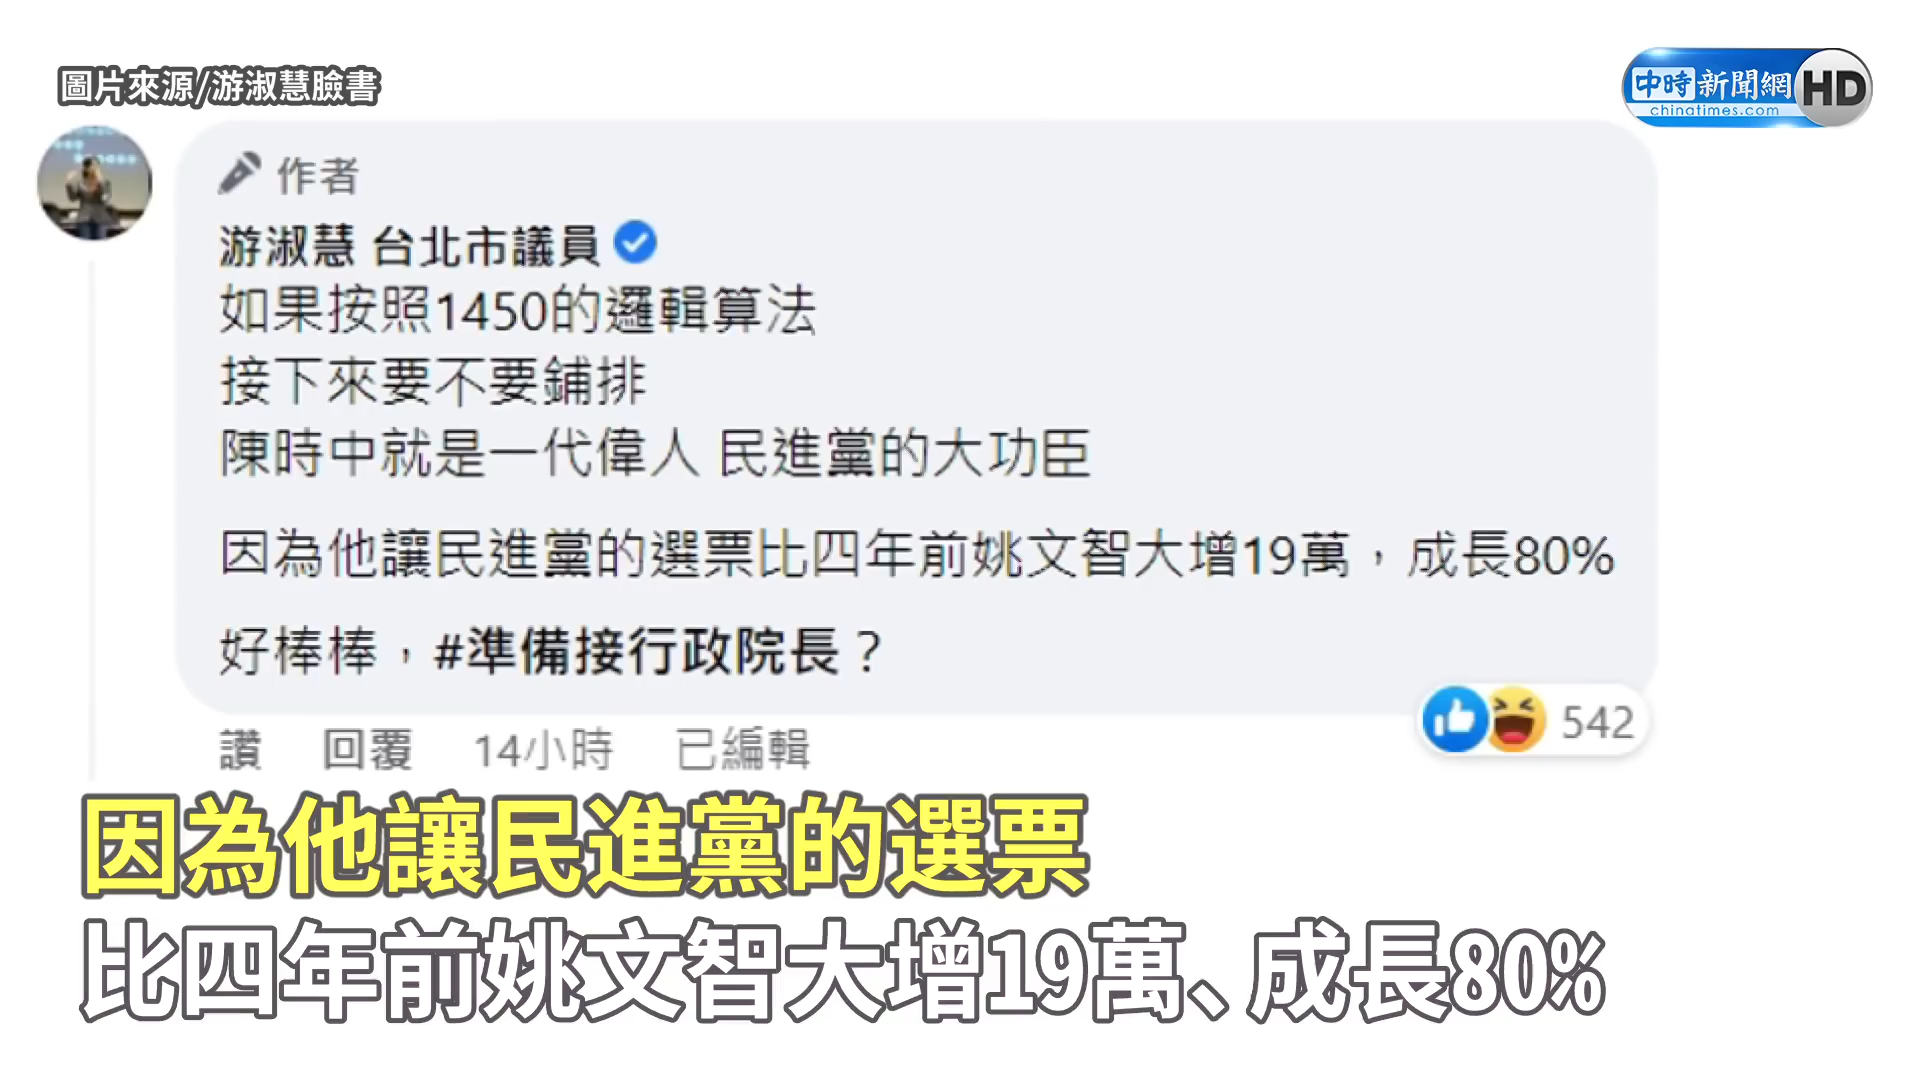 圖片來源/游淑慧臉書
中時新聞網HD
chinatimes.com
作者
游淑慧 台北市議員
如果按照1450的邏輯算法
接下來要不要鋪排
陳時中就是一代偉人 民進黨的大功臣
因為他讓民進黨的選票比四年前姚文智大增19萬，成長80%
好棒棒，#準備接行政院長？
542
讚 回覆 14小時 已編輯
因為他讓民進黨的選票
比四年前姚文智大增19萬、成長80%